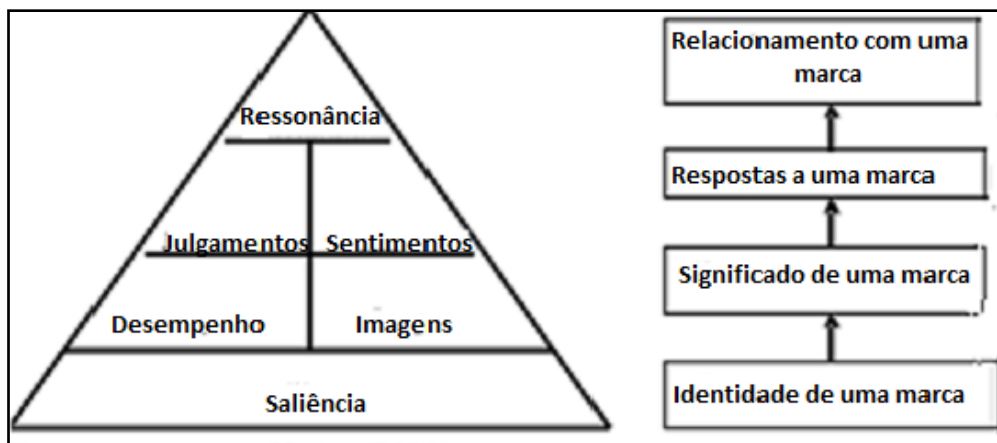 Ressonância
Julgamentos Sentimentos
Desempenho Imagens
Saliência
Relacionamento com uma
marca
Respostas a uma marca
Significado de uma marca
Identidade de uma marca